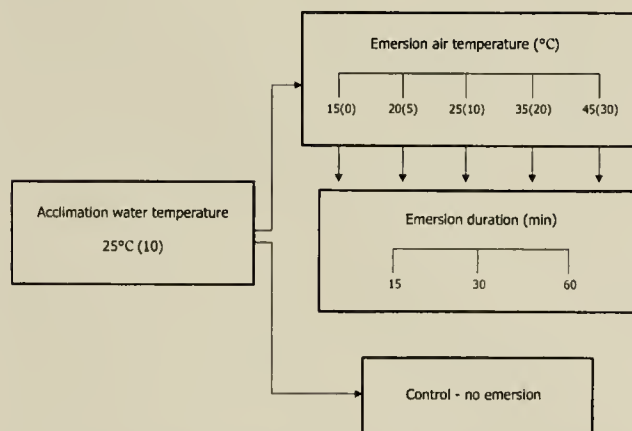 Emersion air temperature (°C)
15(0) 20(5) 25(10) 35(20) 45(30)
Acclimation water temperature
25°C (10)
Emersion duration (min)
15 30 60
Control - no emersion